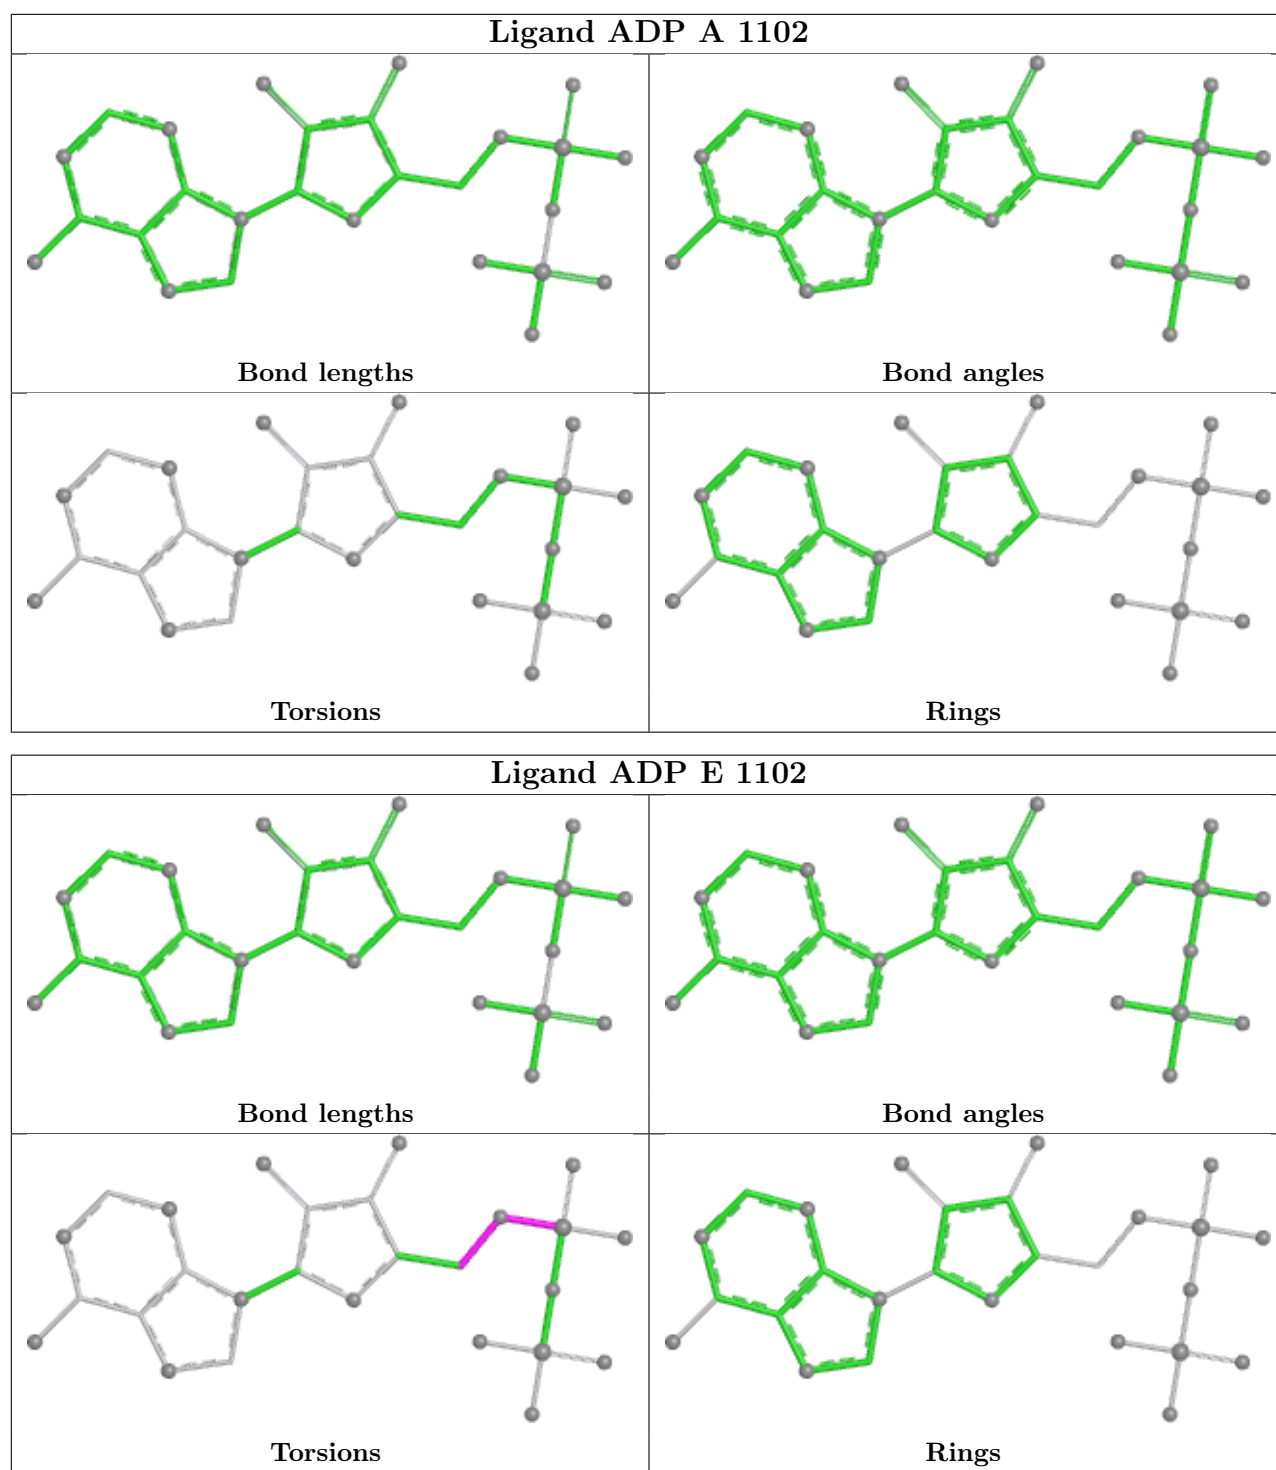 Ligand ADP A 1102
Bond lengths
Bond angles
Torsions
Rings
Ligand ADP E 1102
Bond lengths
Bond angles
Torsions
Rings